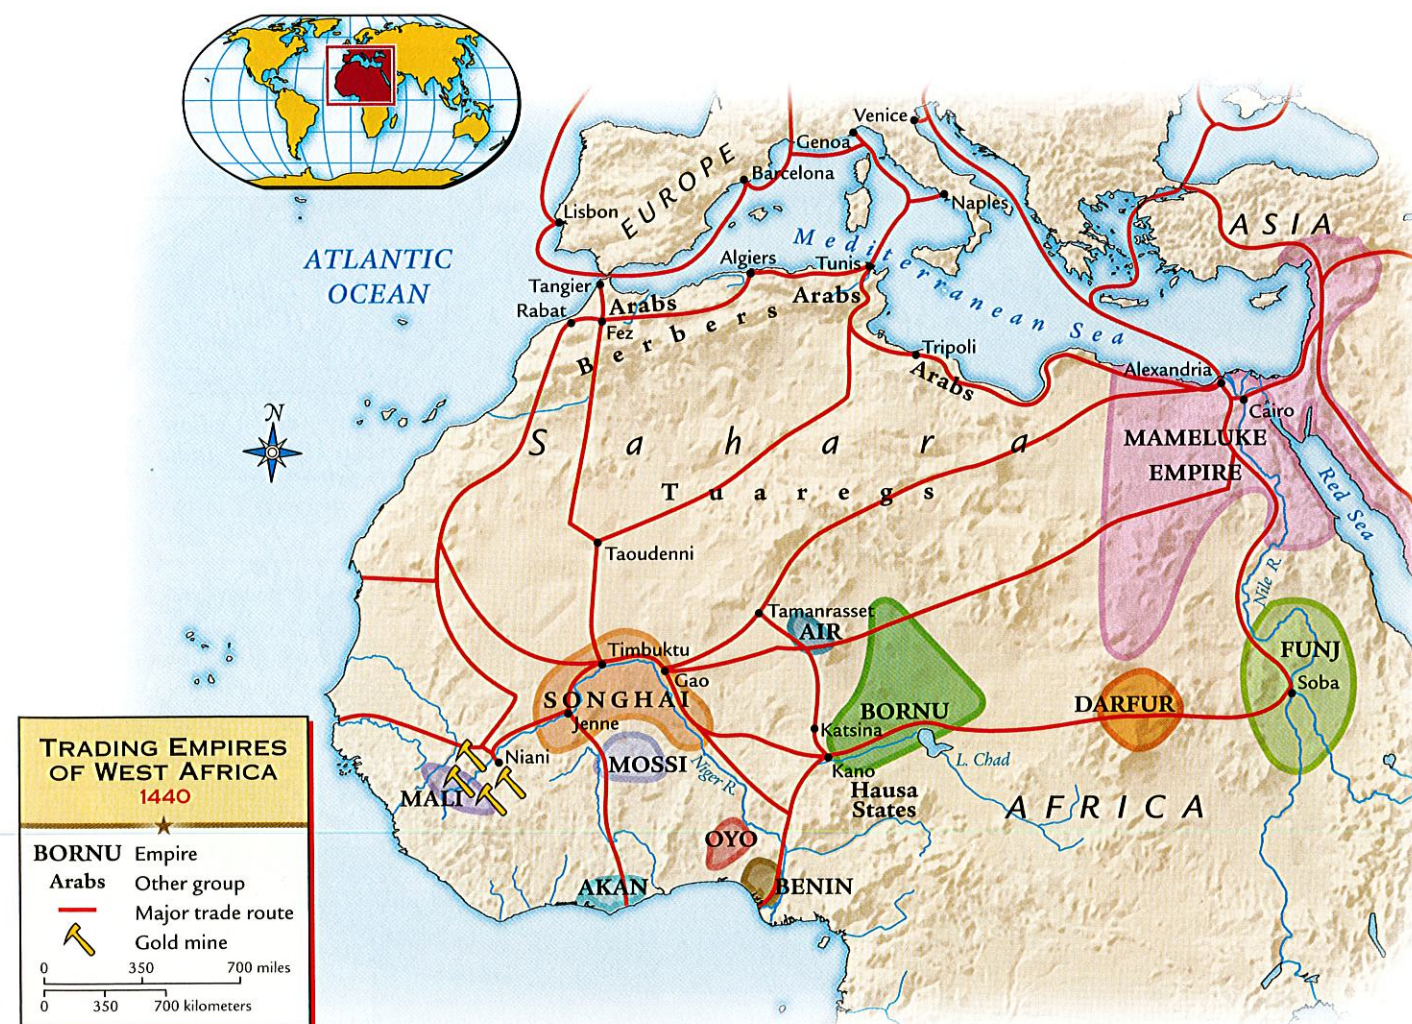 Venice
Genoa
EUROPE
Barcelona
Lisbon
Naples
ASIA
ATLANTIC
OCEAN
Mediterranean Sea
Algiers
Tunis
Tangier
Arabs
Arabs
Rabat
Fez
Berbers
Tripoli
Arabs
Alexandria
Cairo
N
Sahara
MAMELUKE
EMPIRE
Tuaregs
Red Sea
Taoudenni
Nile R.
Tamanrasset
AIR
Timbuktu
FUNJ
Gao
Soba
SONGHAI
DARFUR
BORNU
Jenne
Katsina
Niani
MOSSI
Niger R.
L. Chad
Kano
Hausa
States
MALI
AFRICA
OYO
AKAN
BENIN
TRADING EMPIRES
OF WEST AFRICA
1440
BORNU Empire
Arabs Other group
Major trade route
Gold mine
0 350 700 miles
0 350 700 kilometers